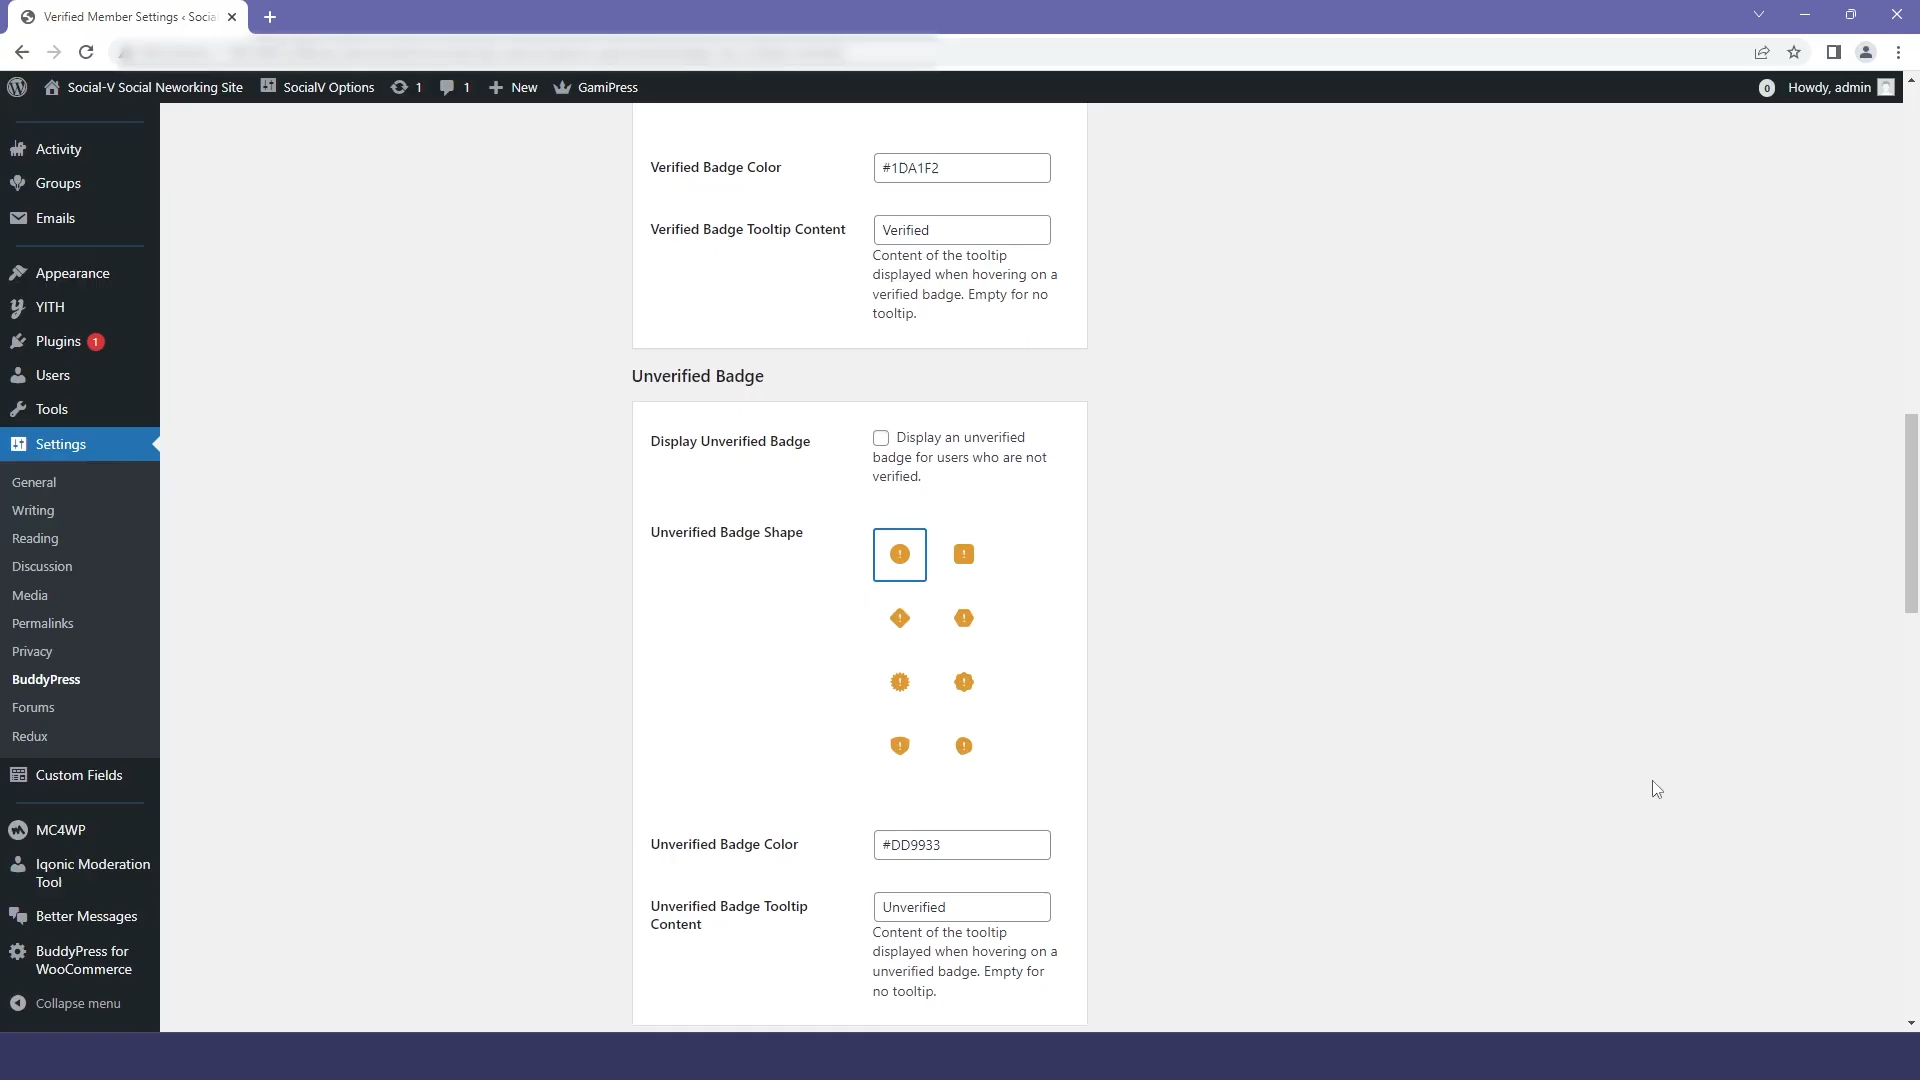 Verified Member Settings ‹ Socia
Social-V Social Neworking Site
SocialV Options
1
1
New
GamiPress
0
Howdy, admin
Activity
Groups
Emails
Appearance
YITH
Plugins 1
Users
Tools
Settings
General
Writing
Reading
Discussion
Media
Permalinks
Privacy
BuddyPress
Forums
Redux
Custom Fields
MC4WP
Iqonic Moderation
Tool
Better Messages
BuddyPress for
WooCommerce
Collapse menu
Verified Badge Color
#1DA1F2
Verified Badge Tooltip Content
Verified
Content of the tooltip
displayed when hovering on a
verified badge. Empty for no
tooltip.
Unverified Badge
Display Unverified Badge
Display an unverified
badge for users who are not
verified.
Unverified Badge Shape
Unverified Badge Color
#DD9933
Unverified Badge Tooltip
Content
Unverified
Content of the tooltip
displayed when hovering on a
unverified badge. Empty for
no tooltip.